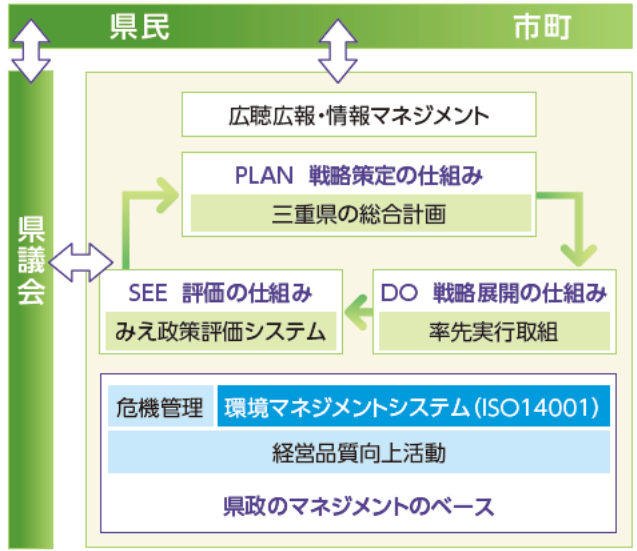 県民 市町
県議会
広聴広報・情報マネジメント
PLAN 戦略策定の仕組み
三重県の総合計画
SEE 評価の仕組み
みえ政策評価システム
DO 戦略展開の仕組み
率先実行取組
危機管理 環境マネジメントシステム(ISO14001)
経営品質向上活動
県政のマネジメントのベース